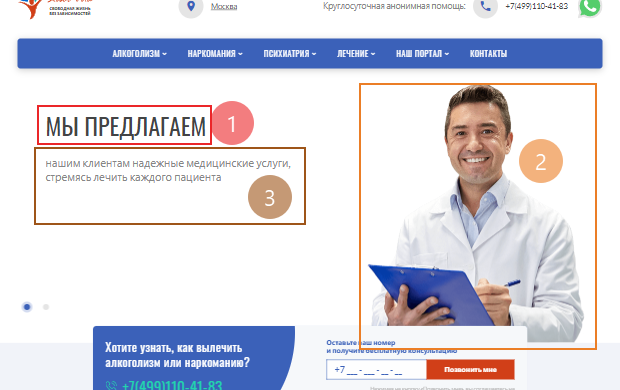 СВОБОДНАЯ ЖИЗНЬ
БЕЗ ЗАВИСИМОСТЕЙ
Москва
Круглосуточная анонимная помощь:
+7(499)110-41-83
АЛКОГОЛИЗМ
НАРКОМАНИЯ
ПСИХИАТРИЯ
ЛЕЧЕНИЕ
НАШ ПОРТАЛ
КОНТАКТЫ
МЫ ПРЕДЛАГАЕМ
1
2
нашим клиентам надежные медицинские услуги,
стремясь лечить каждого пациента
3
Хотите узнать, как вылечить
алкоголизм или наркоманию?
+7(499)110-41-83
Оставьте ваш номер
и получите бесплатную консультацию
+7 __ - __ - _ - _
Позвонить мне